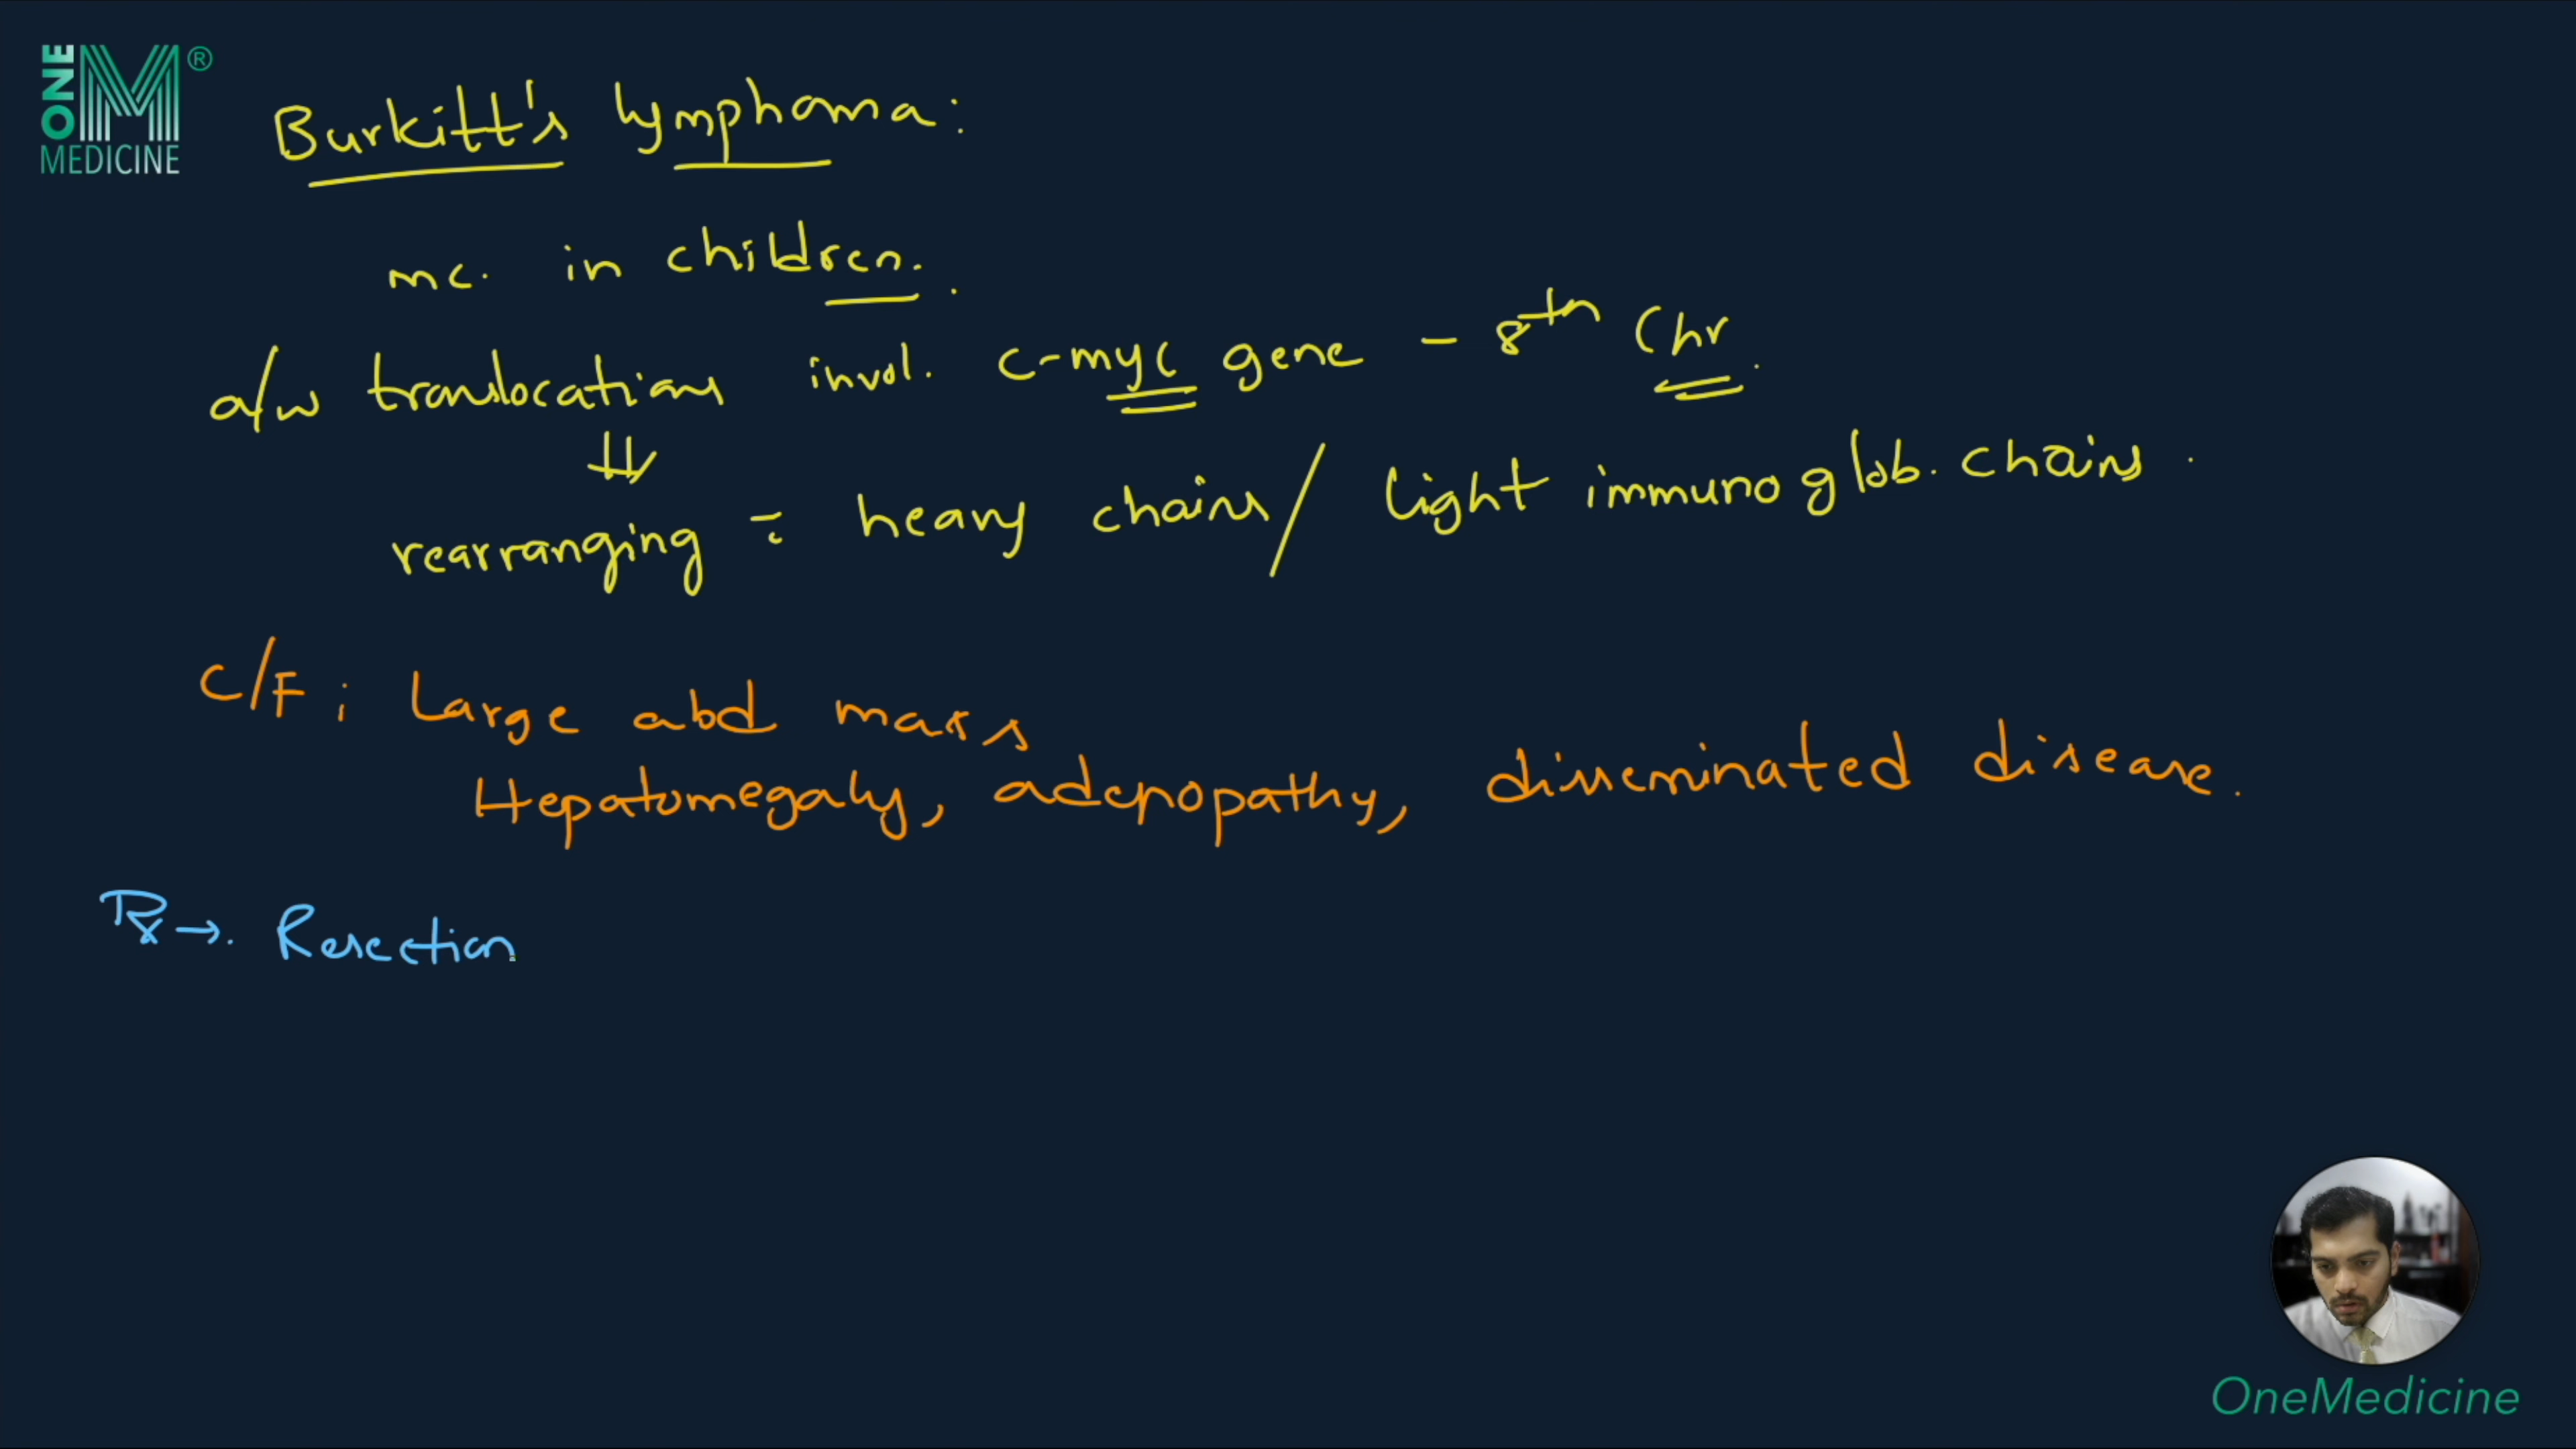 ONE M ®
MEDICINE
Burkitt's lymphoma:
mc. in children.
a/w translocations invol. c-myc gene - 8th Chr.
rearranging c̄ heavy chains/ light immunoglob. chains.
C/F ; Large abd mass
Hepatomegaly, adenopathy, disseminated disease.
Rx →. Resection
OneMedicine